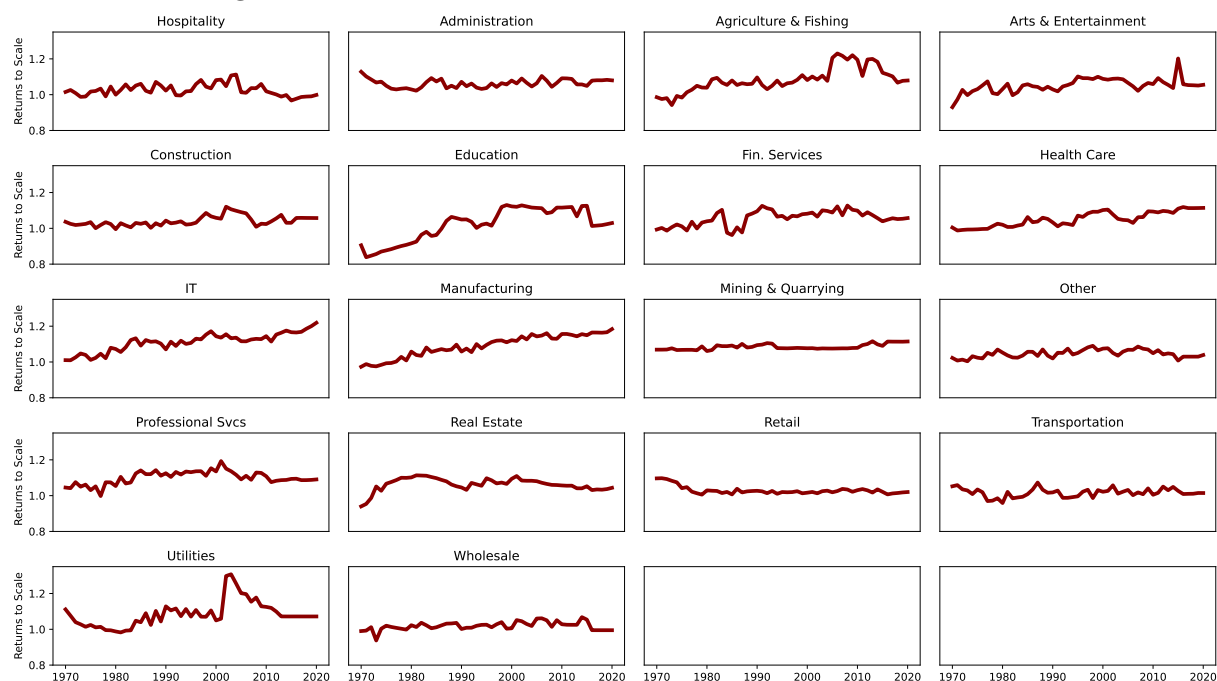 Hospitality Administration Agriculture & Fishing Arts & Entertainment
Returns to Scale
1.2
1.0
0.8
Construction Education Fin. Services Health Care
Returns to Scale
1.2
1.0
0.8
IT Manufacturing Mining & Quarrying Other
Returns to Scale
1.2
1.0
0.8
Professional Svcs Real Estate Retail Transportation
Returns to Scale
1.2
1.0
0.8
Utilities Wholesale
Returns to Scale
1.2
1.0
0.8
1970 1980 1990 2000 2010 2020 1970 1980 1990 2000 2010 2020 1970 1980 1990 2000 2010 2020 1970 1980 1990 2000 2010 2020